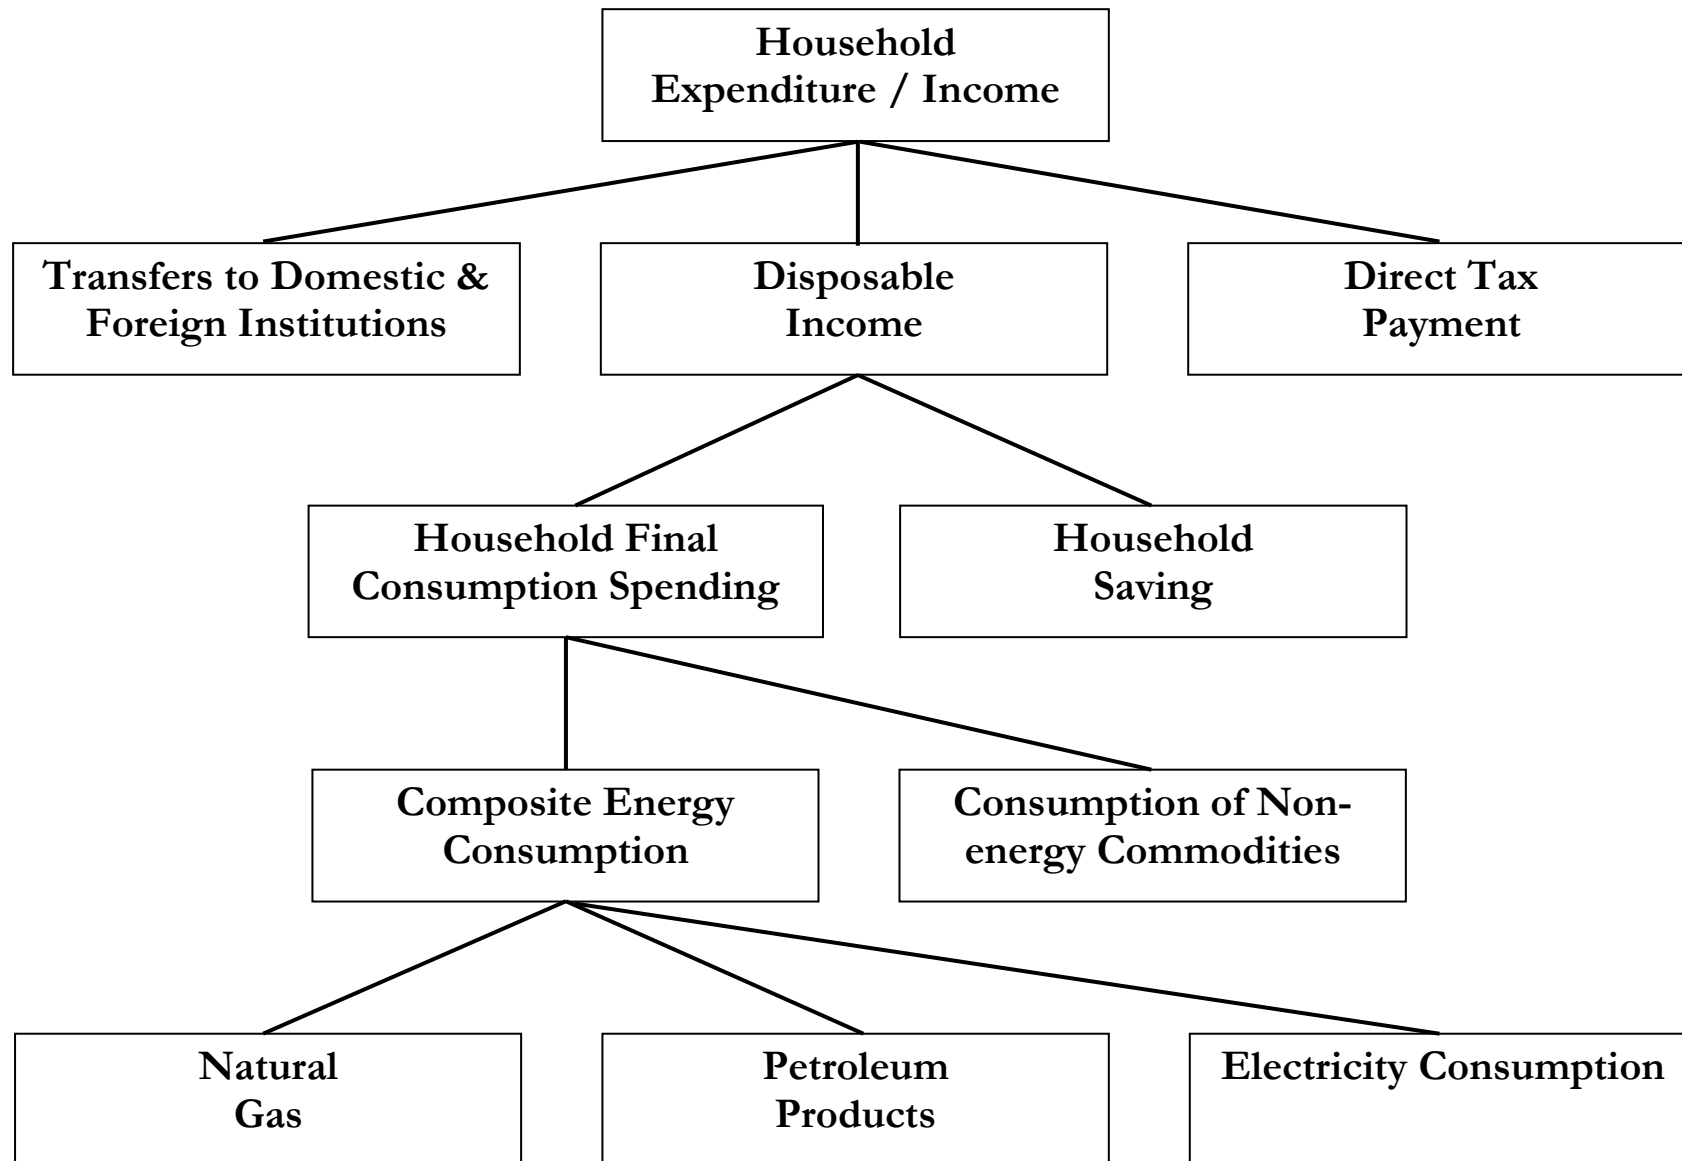 Household
Expenditure / Income
Transfers to Domestic &
Foreign Institutions
Disposable
Income
Direct Tax
Payment
Household Final
Consumption Spending
Household
Saving
Composite Energy
Consumption
Consumption of Non-
energy Commodities
Natural
Gas
Petroleum
Products
Electricity Consumption